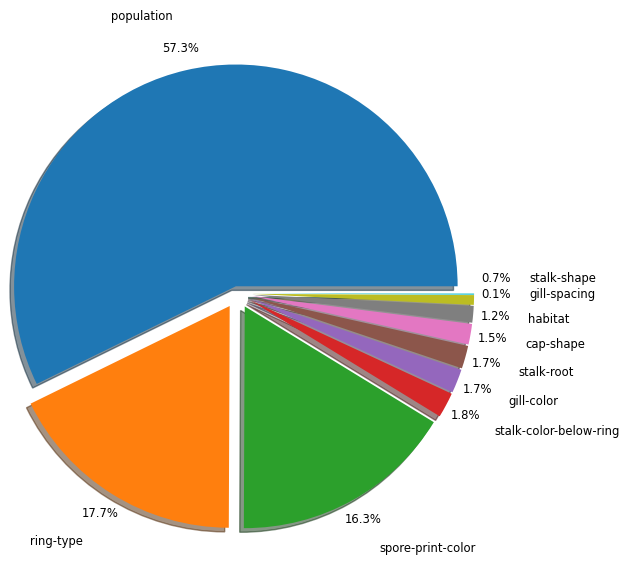 population
57.3%
0.7% stalk-shape
0.1% gill-spacing
1.2% habitat
1.5% cap-shape
1.7% stalk-root
1.7% gill-color
1.8% stalk-color-below-ring
17.7%
16.3%
ring-type
spore-print-color